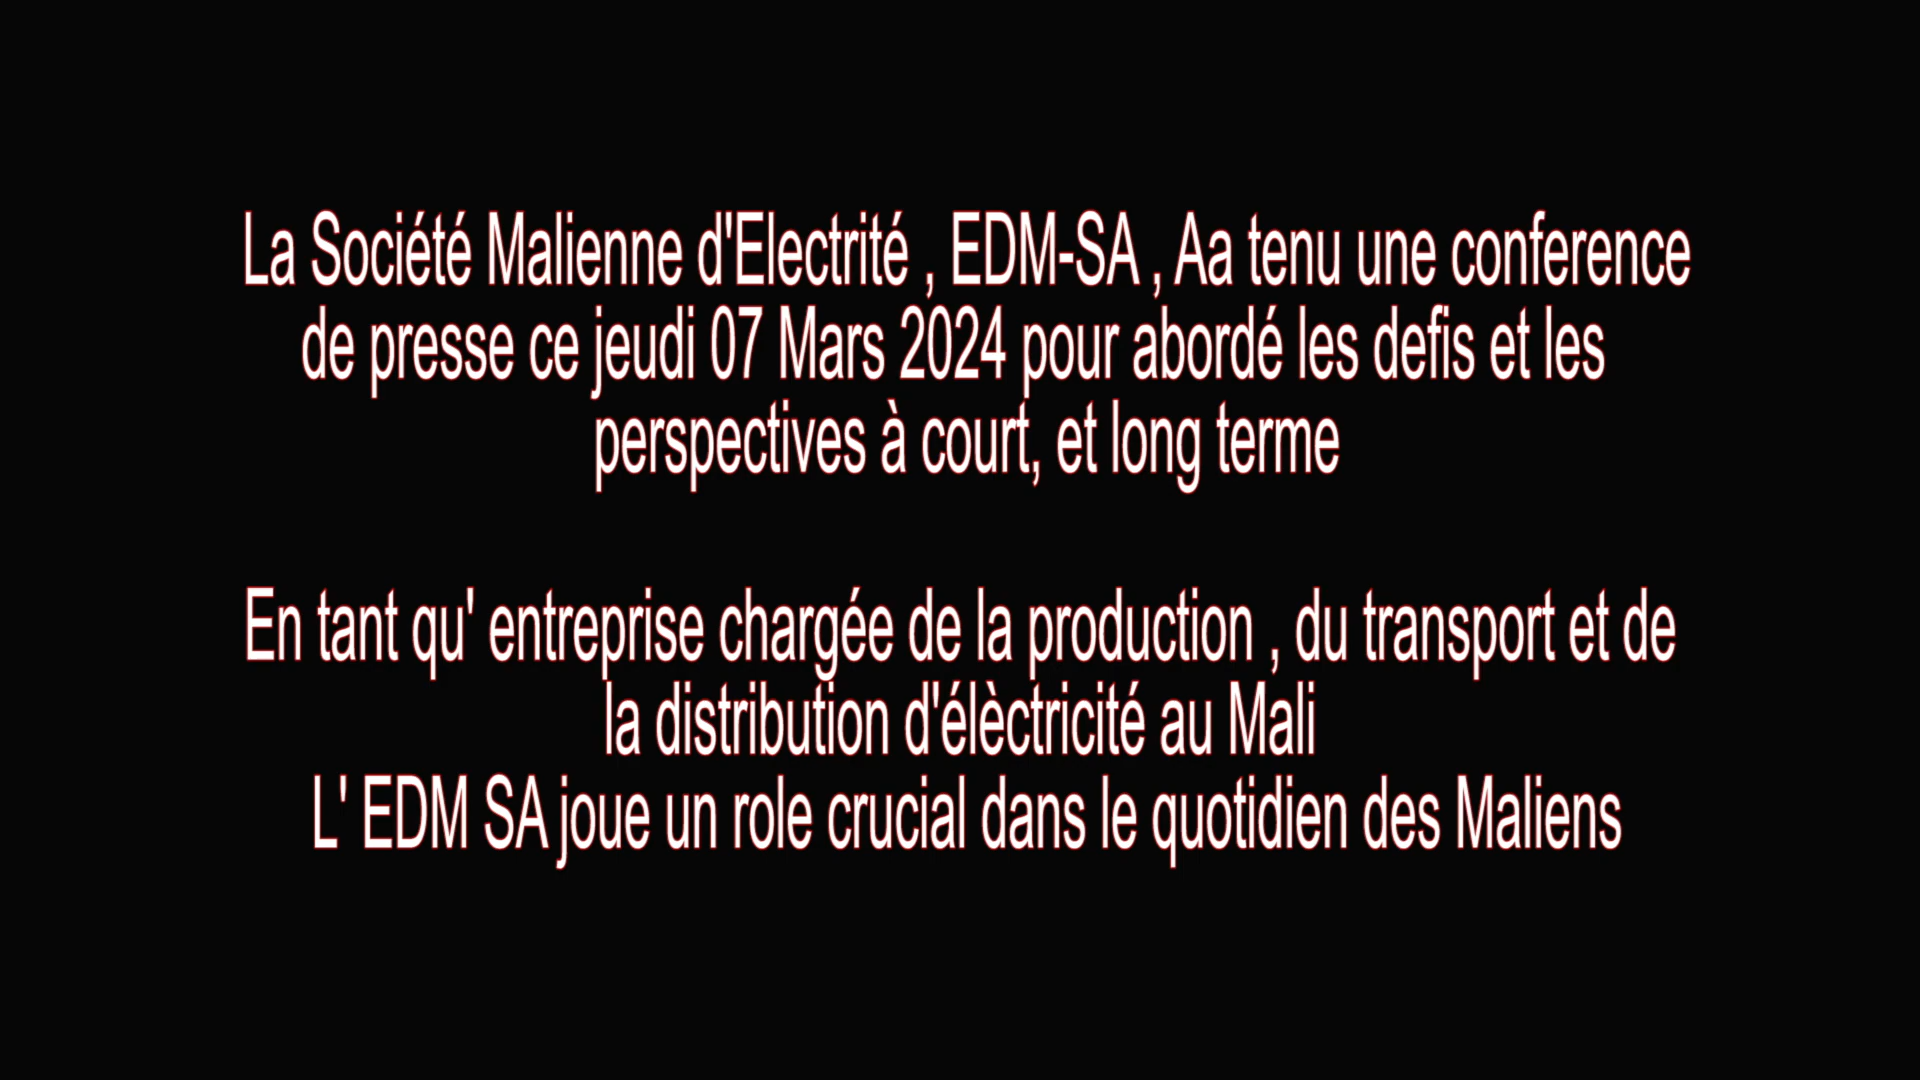 La Société Malienne d'Electrité , EDM-SA , Aa tenu une conference
de presse ce jeudi 07 Mars 2024 pour abordé les defis et les
perspectives à court, et long terme
En tant qu' entreprise chargée de la production , du transport et de
la distribution d'élèctricité au Mali
L' EDM SA joue un role crucial dans le quotidien des Maliens